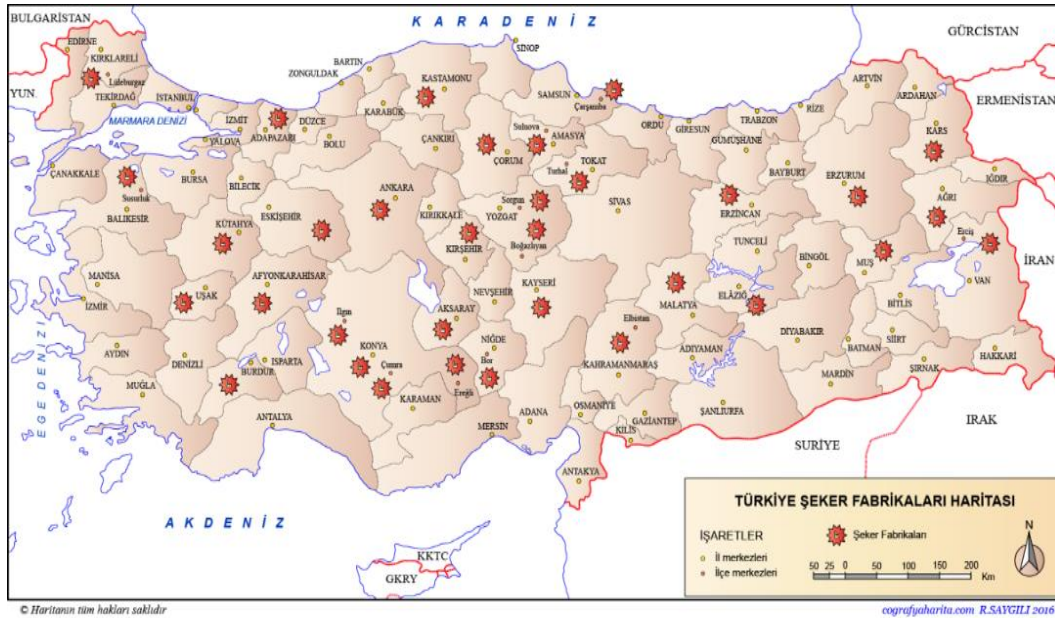 BULGARİSTAN
K A R A D E N İ Z
GÜRCİSTAN
EDİRNE
KIRKLARELİ
SİNOP
BARTIN
YUN.
Lüleburgaz
ZONGULDAK
KASTAMONU
ARTVİN
ARDAHAN
ERMENİSTAN
TEKİRDAĞ
İSTANBUL
KARABÜK
SAMSUN
Çarşamba
RİZE
MARMARA DENİZİ
İZMİT
DÜZCE
ORDU
GİRESUN
TRABZON
KARS
YALOVA
ADAPAZARI
BOLU
ÇANKIRI
Suluova
AMASYA
GÜMÜŞHANE
ÇORUM
Turhal
TOKAT
BAYBURT
ÇANAKKALE
BURSA
BİLECİK
ERZURUM
IĞDIR
Susurluk
BALIKESİR
ESKİŞEHİR
ANKARA
KIRIKKALE
YOZGAT
Sorgun
SİVAS
ERZİNCAN
AĞRI
KÜTAHYA
KIRŞEHİR
Boğazlıyan
TUNCELİ
BİNGÖL
MUŞ
Erciş
İRAN
MANİSA
AFYONKARAHİSAR
UŞAK
NEVŞEHİR
KAYSERİ
MALATYA
ELÂZIĞ
VAN
İZMİR
BİTLİS
Ilgın
AKSARAY
Elbistan
DİYABAKIR
BATMAN
SİİRT
AYDIN
DENİZLİ
ISPARTA
BURDUR
KONYA
Çumra
NİĞDE
Bor
Ereğli
KAHRAMANMARAŞ
ADIYAMAN
HAKKARİ
ŞIRNAK
MARDİN
MUĞLA
E G E D E N İ Z İ
ANTALYA
KARAMAN
MERSİN
ADANA
OSMANİYE
GAZİANTEP
KİLİS
ŞANLIURFA
IRAK
SURİYE
ANTAKYA
A K D E N İ Z
KKTC
GKRY
TÜRKİYE ŞEKER FABRİKALARI HARİTASI
İŞARETLER
Şeker Fabrikaları
N
İl merkezleri
İlçe merkezleri
50 25 0 50 100 150 200
Km
© Haritanın tüm hakları saklıdır
cografyaharita.com R.SAYGILI 2016